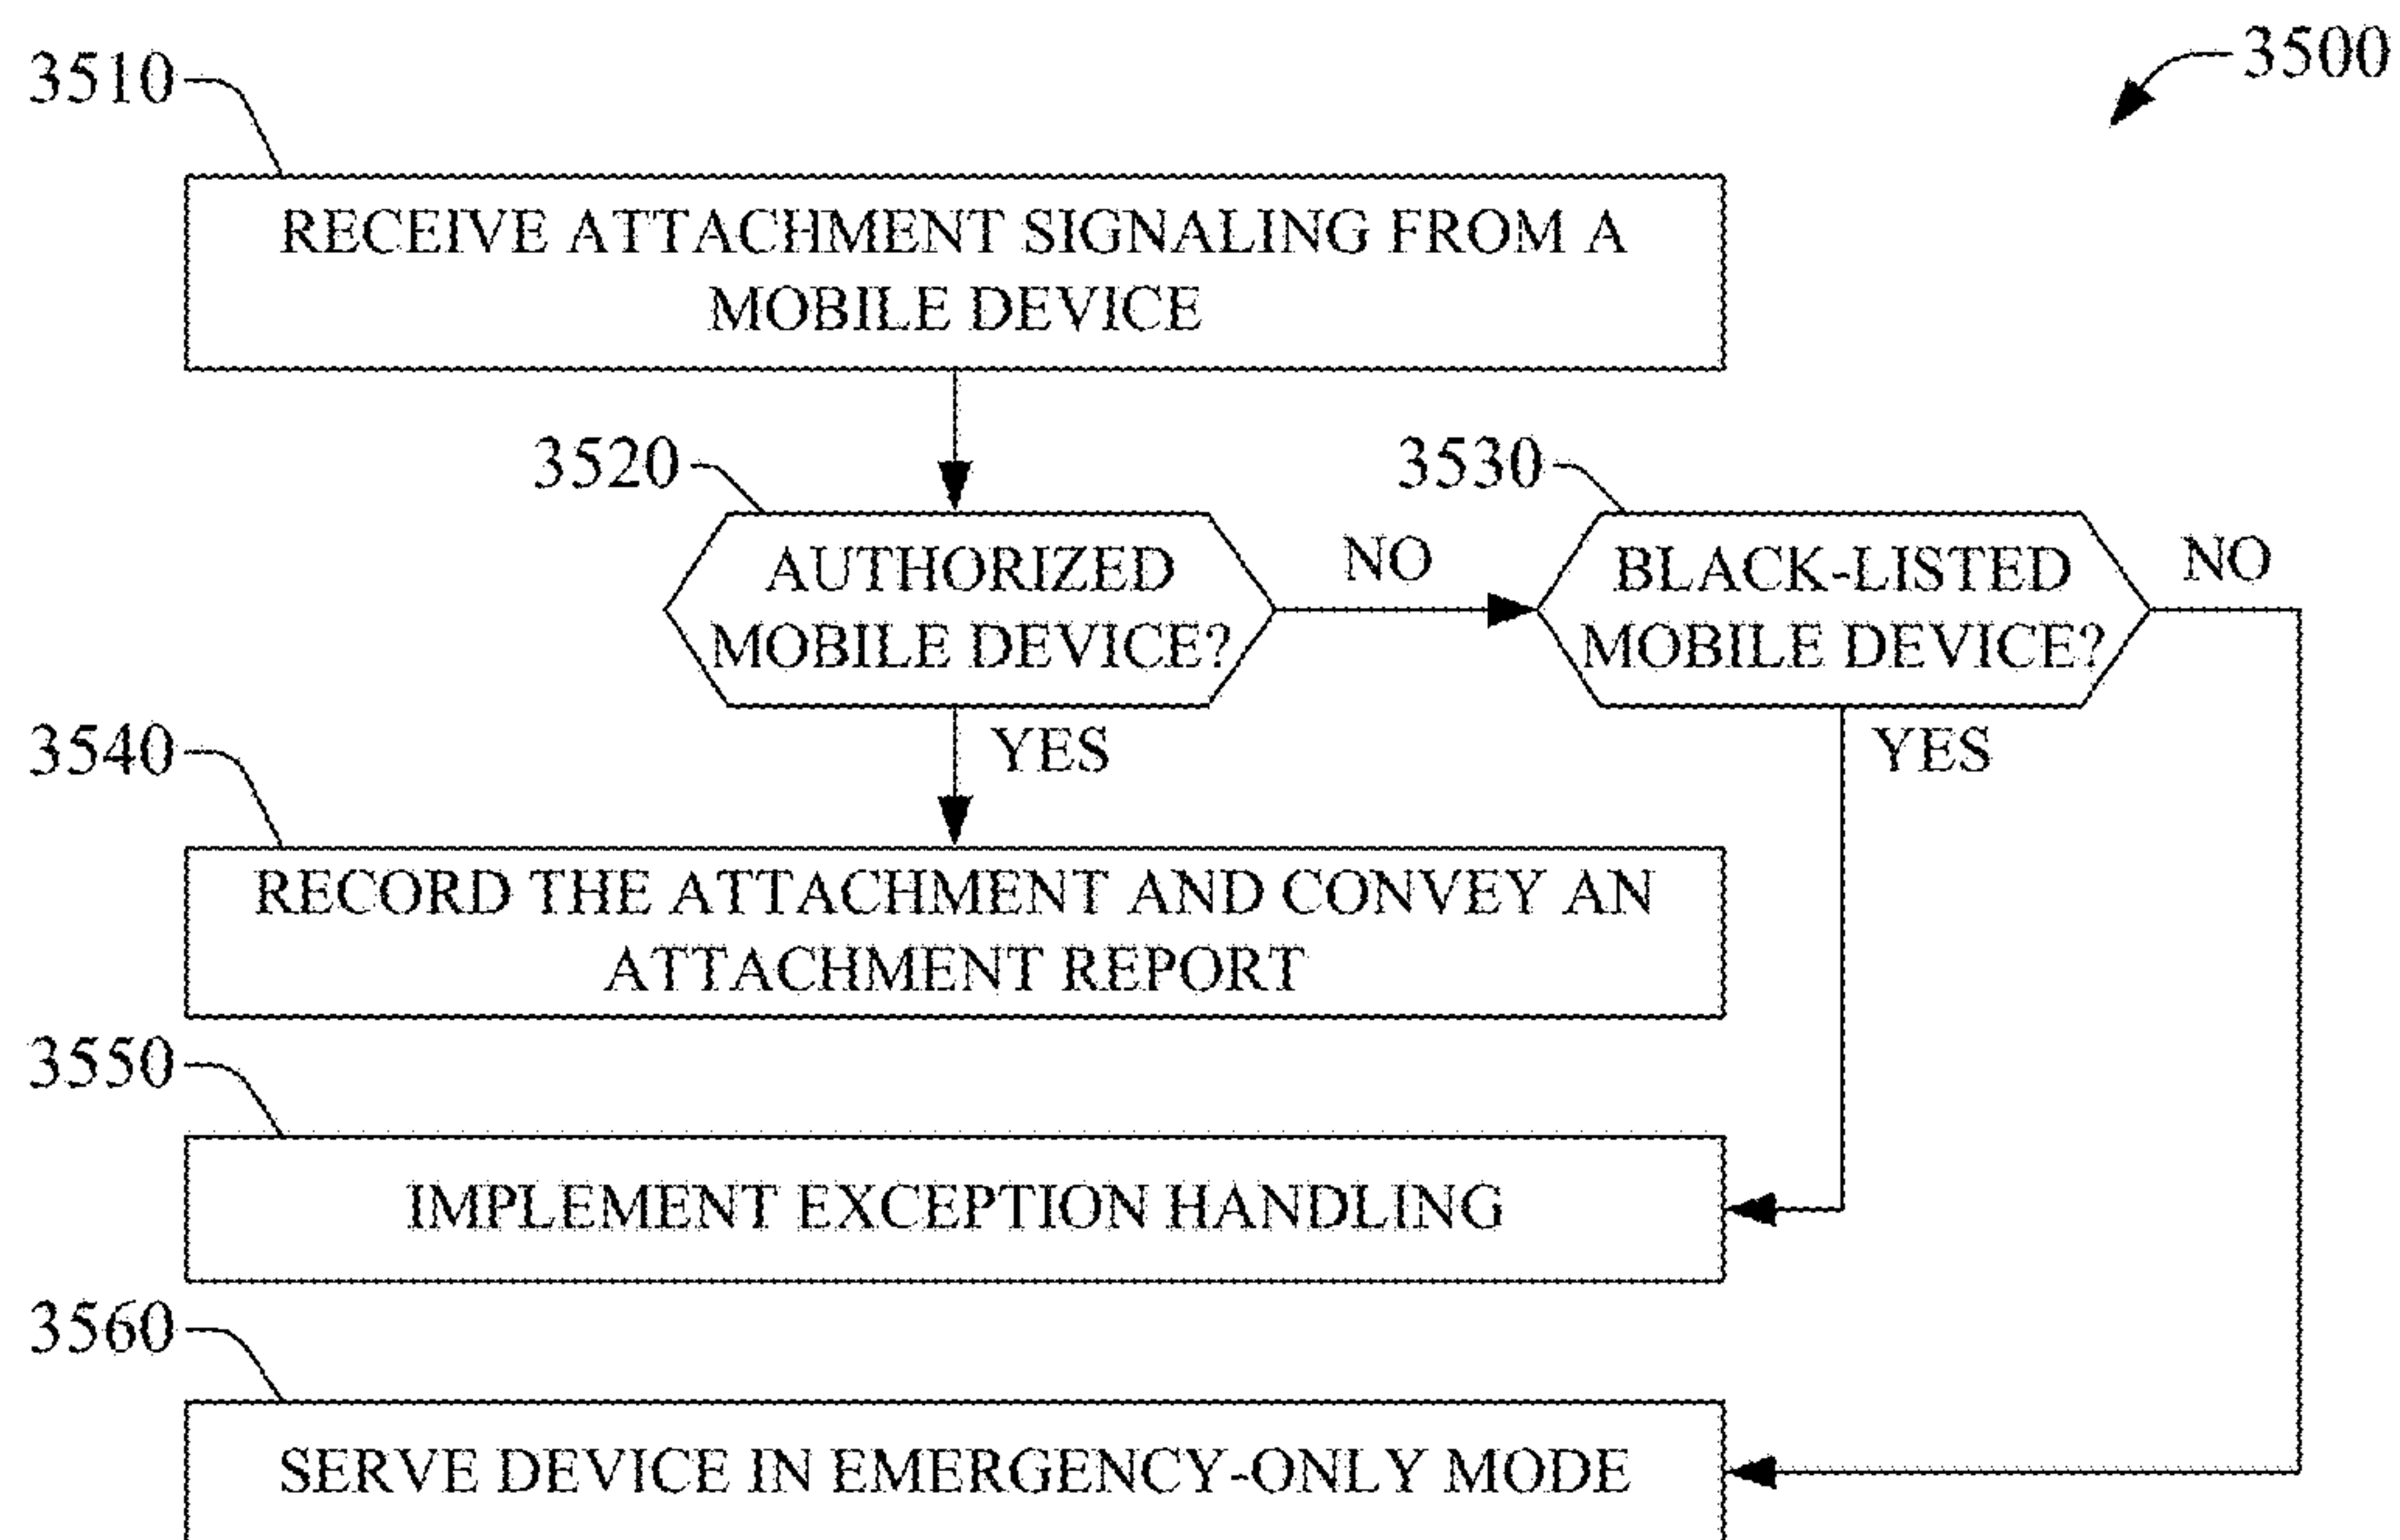 3500
3510
RECEIVE ATTACHMENT SIGNALING FROM A
MOBILE DEVICE
3520
AUTHORIZED
MOBILE DEVICE?
NO
3530
BLACK-LISTED
MOBILE DEVICE?
NO
YES
YES
3540
RECORD THE ATTACHMENT AND CONVEY AN
ATTACHMENT REPORT
3550
IMPLEMENT EXCEPTION HANDLING
3560
SERVE DEVICE IN EMERGENCY-ONLY MODE